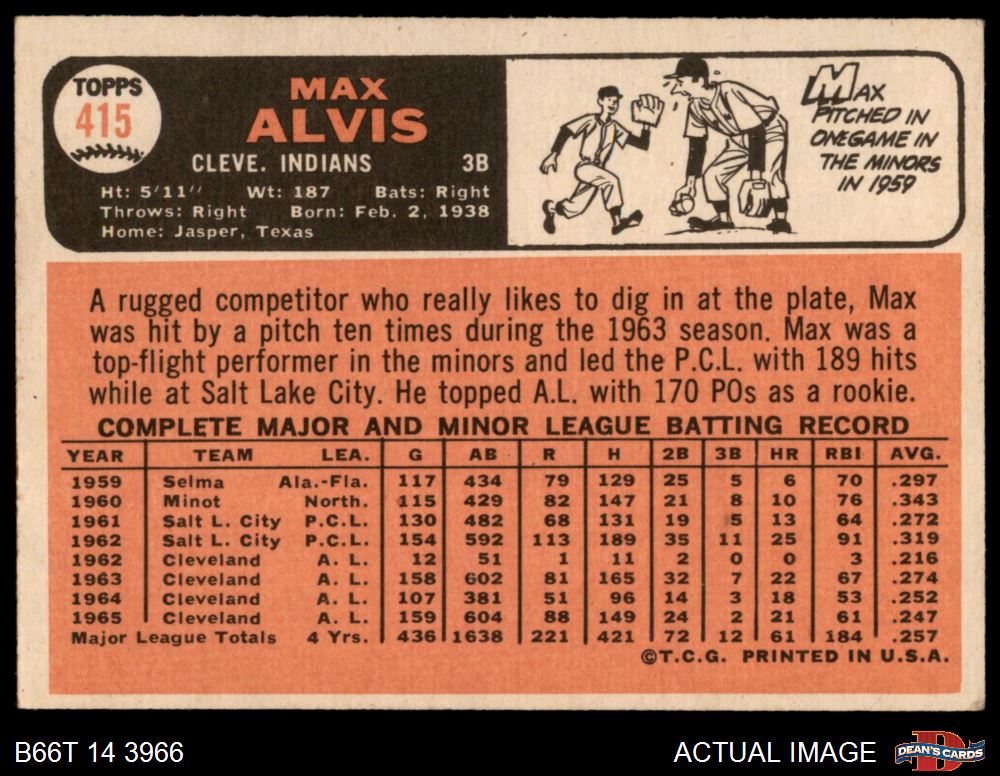 TOPPS
415
MAX
ALVIS
CLEVE. INDIANS 3B
Ht: 5'11" Wt: 187 Bats: Right
Throws: Right Born: Feb. 2, 1938
Home: Jasper, Texas
MAX
PITCHED IN
ONE GAME IN
THE MINORS
IN 1959
A rugged competitor who really likes to dig in at the plate, Max
was hit by a pitch ten times during the 1963 season. Max was a
top-flight performer in the minors and led the P.C.L. with 189 hits
while at Salt Lake City. He topped A.L. with 170 POs as a rookie.
COMPLETE MAJOR AND MINOR LEAGUE BATTING RECORD
YEAR TEAM LEA. G AB R H 2B 3B HR RBI AVG.
1959 Selma Ala.-Fla. 117 434 79 129 25 5 6 70 .297
1960 Minot North. 115 429 82 147 21 8 10 76 .343
1961 Salt L. City P.C.L. 130 482 68 131 19 5 13 64 .272
1962 Salt L. City P.C.L. 154 592 113 189 35 11 25 91 .319
1962 Cleveland A. L. 12 51 1 11 2 0 0 3 .216
1963 Cleveland A. L. 158 602 81 165 32 7 22 67 .274
1964 Cleveland A. L. 107 381 51 96 14 3 18 53 .252
1965 Cleveland A. L. 159 604 88 149 24 2 21 61 .247
Major League Totals 4 Yrs. 436 1638 221 421 72 12 61 184 .257
©T.C.G. PRINTED IN U.S.A.
B66T 14 3966
ACTUAL IMAGE
DEAN'S CARDS